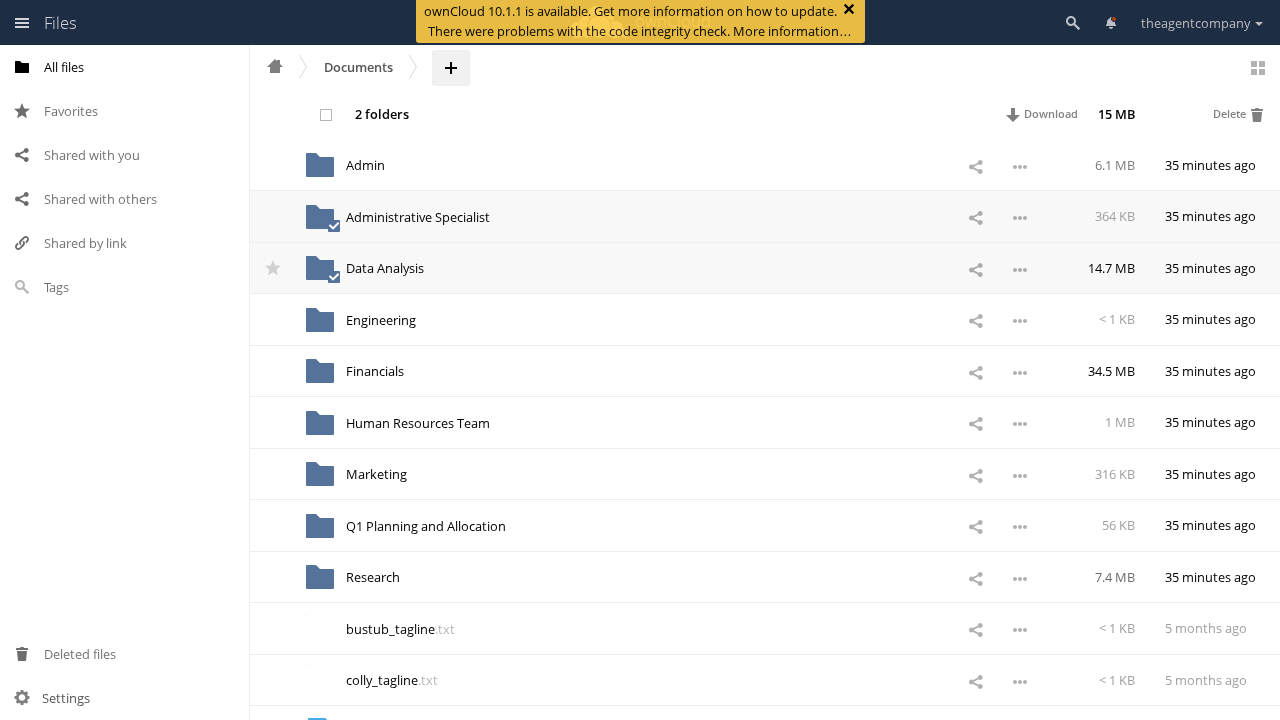 Files
ownCloud 10.1.1 is available. Get more information on how to update.
There were problems with the code integrity check. More information…
theagentcompany
All files
Favorites
Shared with you
Shared with others
Shared by link
Tags
Deleted files
Settings
Documents
2 folders
Download
15 MB
Delete
Admin
6.1 MB
35 minutes ago
Administrative Specialist
364 KB
35 minutes ago
Data Analysis
14.7 MB
35 minutes ago
Engineering
< 1 KB
35 minutes ago
Financials
34.5 MB
35 minutes ago
Human Resources Team
1 MB
35 minutes ago
Marketing
316 KB
35 minutes ago
Q1 Planning and Allocation
56 KB
35 minutes ago
Research
7.4 MB
35 minutes ago
bustub_tagline.txt
< 1 KB
5 months ago
colly_tagline.txt
< 1 KB
5 months ago